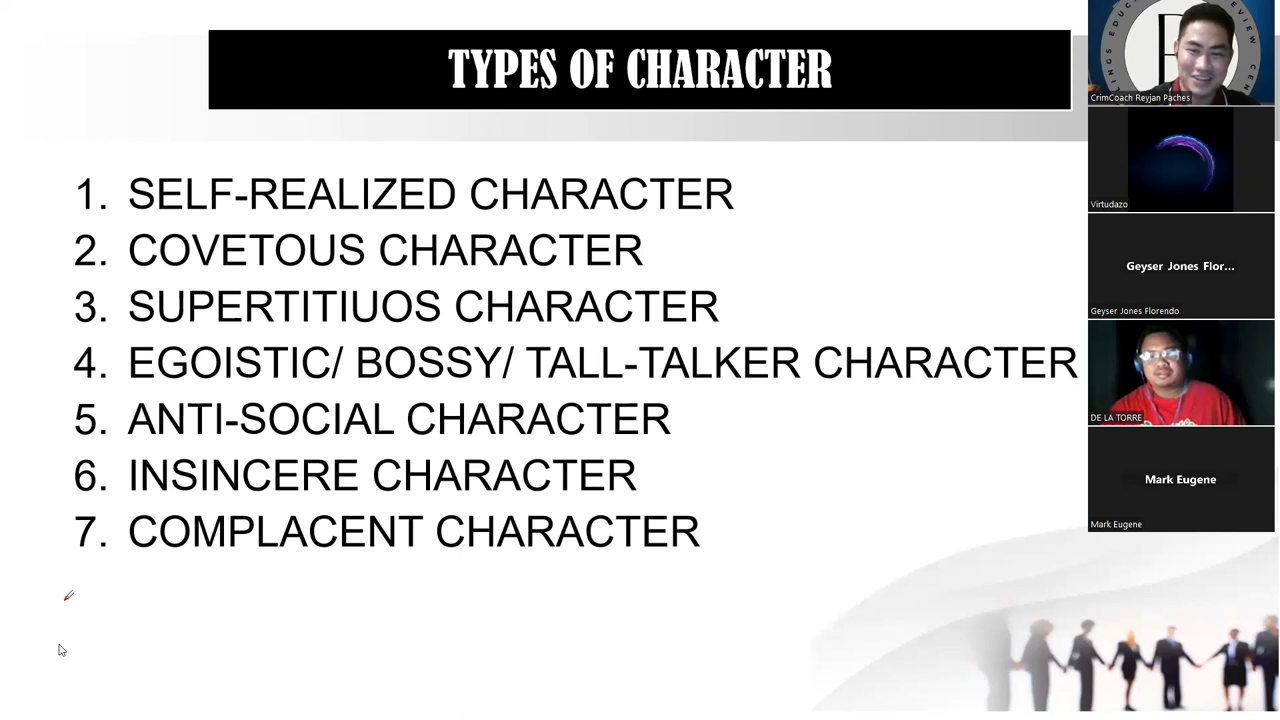 TYPES OF CHARACTER
1. SELF-REALIZED CHARACTER
2. COVETOUS CHARACTER
3. SUPERTITIUOS CHARACTER
4. EGOISTIC/ BOSSY/ TALL-TALKER CHARACTER
5. ANTI-SOCIAL CHARACTER
6. INSINCERE CHARACTER
7. COMPLACENT CHARACTER
CrimCoach Reyjan Paches
Virtudazo
Geyser Jones Flor...
Geyser Jones Florendo
DE LA TORRE
Mark Eugene
Mark Eugene